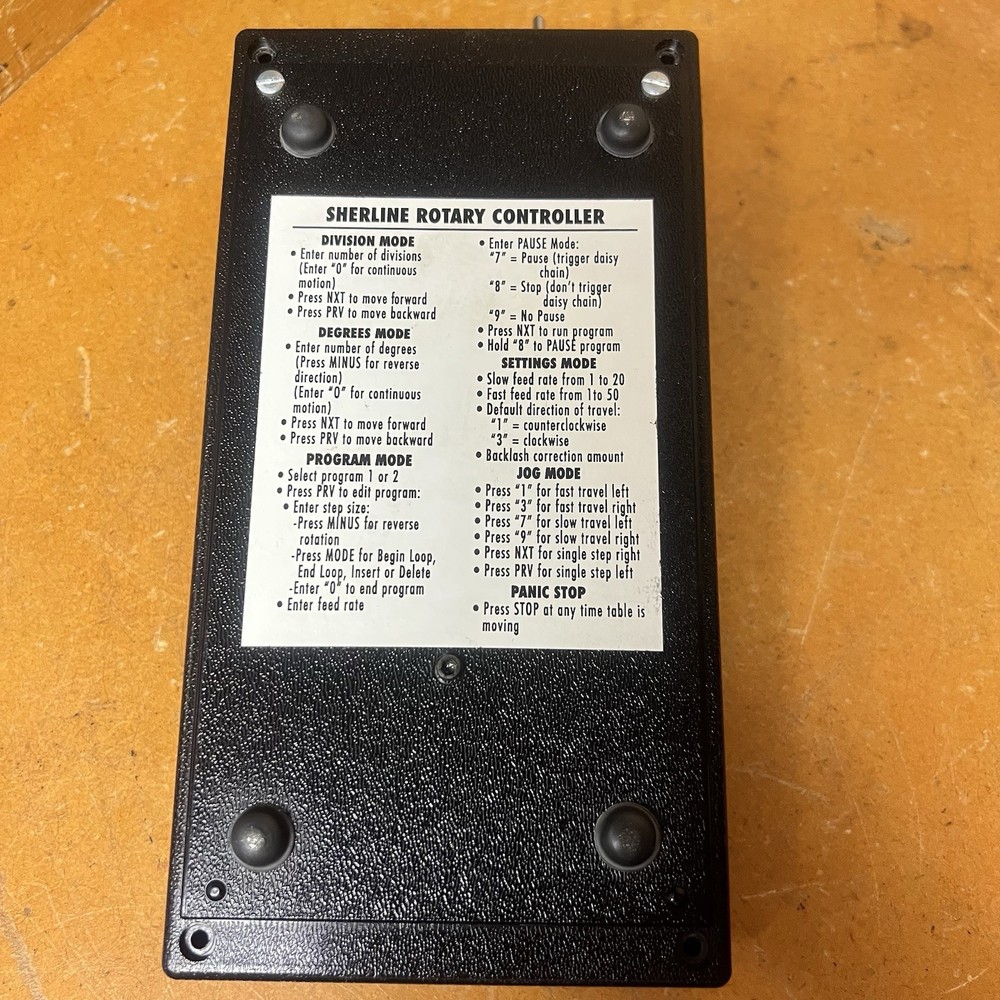 SHERLINE ROTARY CONTROLLER
DIVISION MODE
• Enter number of divisions
(Enter "0" for continuous
motion)
• Press NXT to move forward
• Press PRV to move backward
DEGREES MODE
• Enter number of degrees
(Press MINUS for reverse
direction)
(Enter "0" for continuous
motion)
• Press NXT to move forward
• Press PRV to move backward
PROGRAM MODE
• Select program 1 or 2
• Press PRV to edit program:
• Enter step size:
-Press MINUS for reverse
rotation
-Press MODE for Begin Loop,
End Loop, Insert or Delete
-Enter "0" to end program
• Enter feed rate
• Enter PAUSE Mode:
"7" = Pause (trigger daisy
chain)
"8" = Stop (don't trigger
daisy chain)
"9" = No Pause
• Press NXT to run program
• Hold "8" to PAUSE program
SETTINGS MODE
• Slow feed rate from 1 to 20
• Fast feed rate from 1to 50
• Default direction of travel:
"1" = counterclockwise
"3" = clockwise
• Backlash correction amount
JOG MODE
• Press "1" for fast travel left
• Press "3" for fast travel right
• Press "7" for slow travel left
• Press "9" for slow travel right
• Press NXT for single step right
• Press PRV for single step left
PANIC STOP
• Press STOP at any time table is
moving